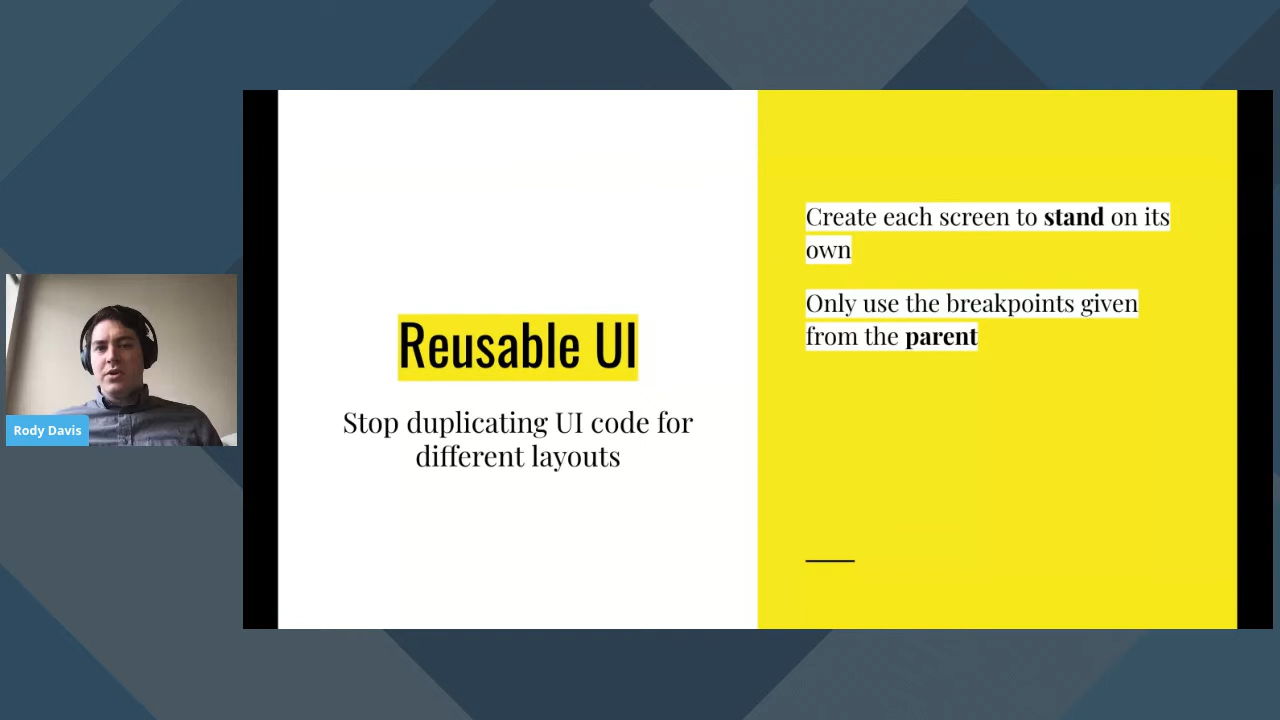 Rody Davis
Reusable UI
Stop duplicating UI code for
different layouts
Create each screen to stand on its
own
Only use the breakpoints given
from the parent